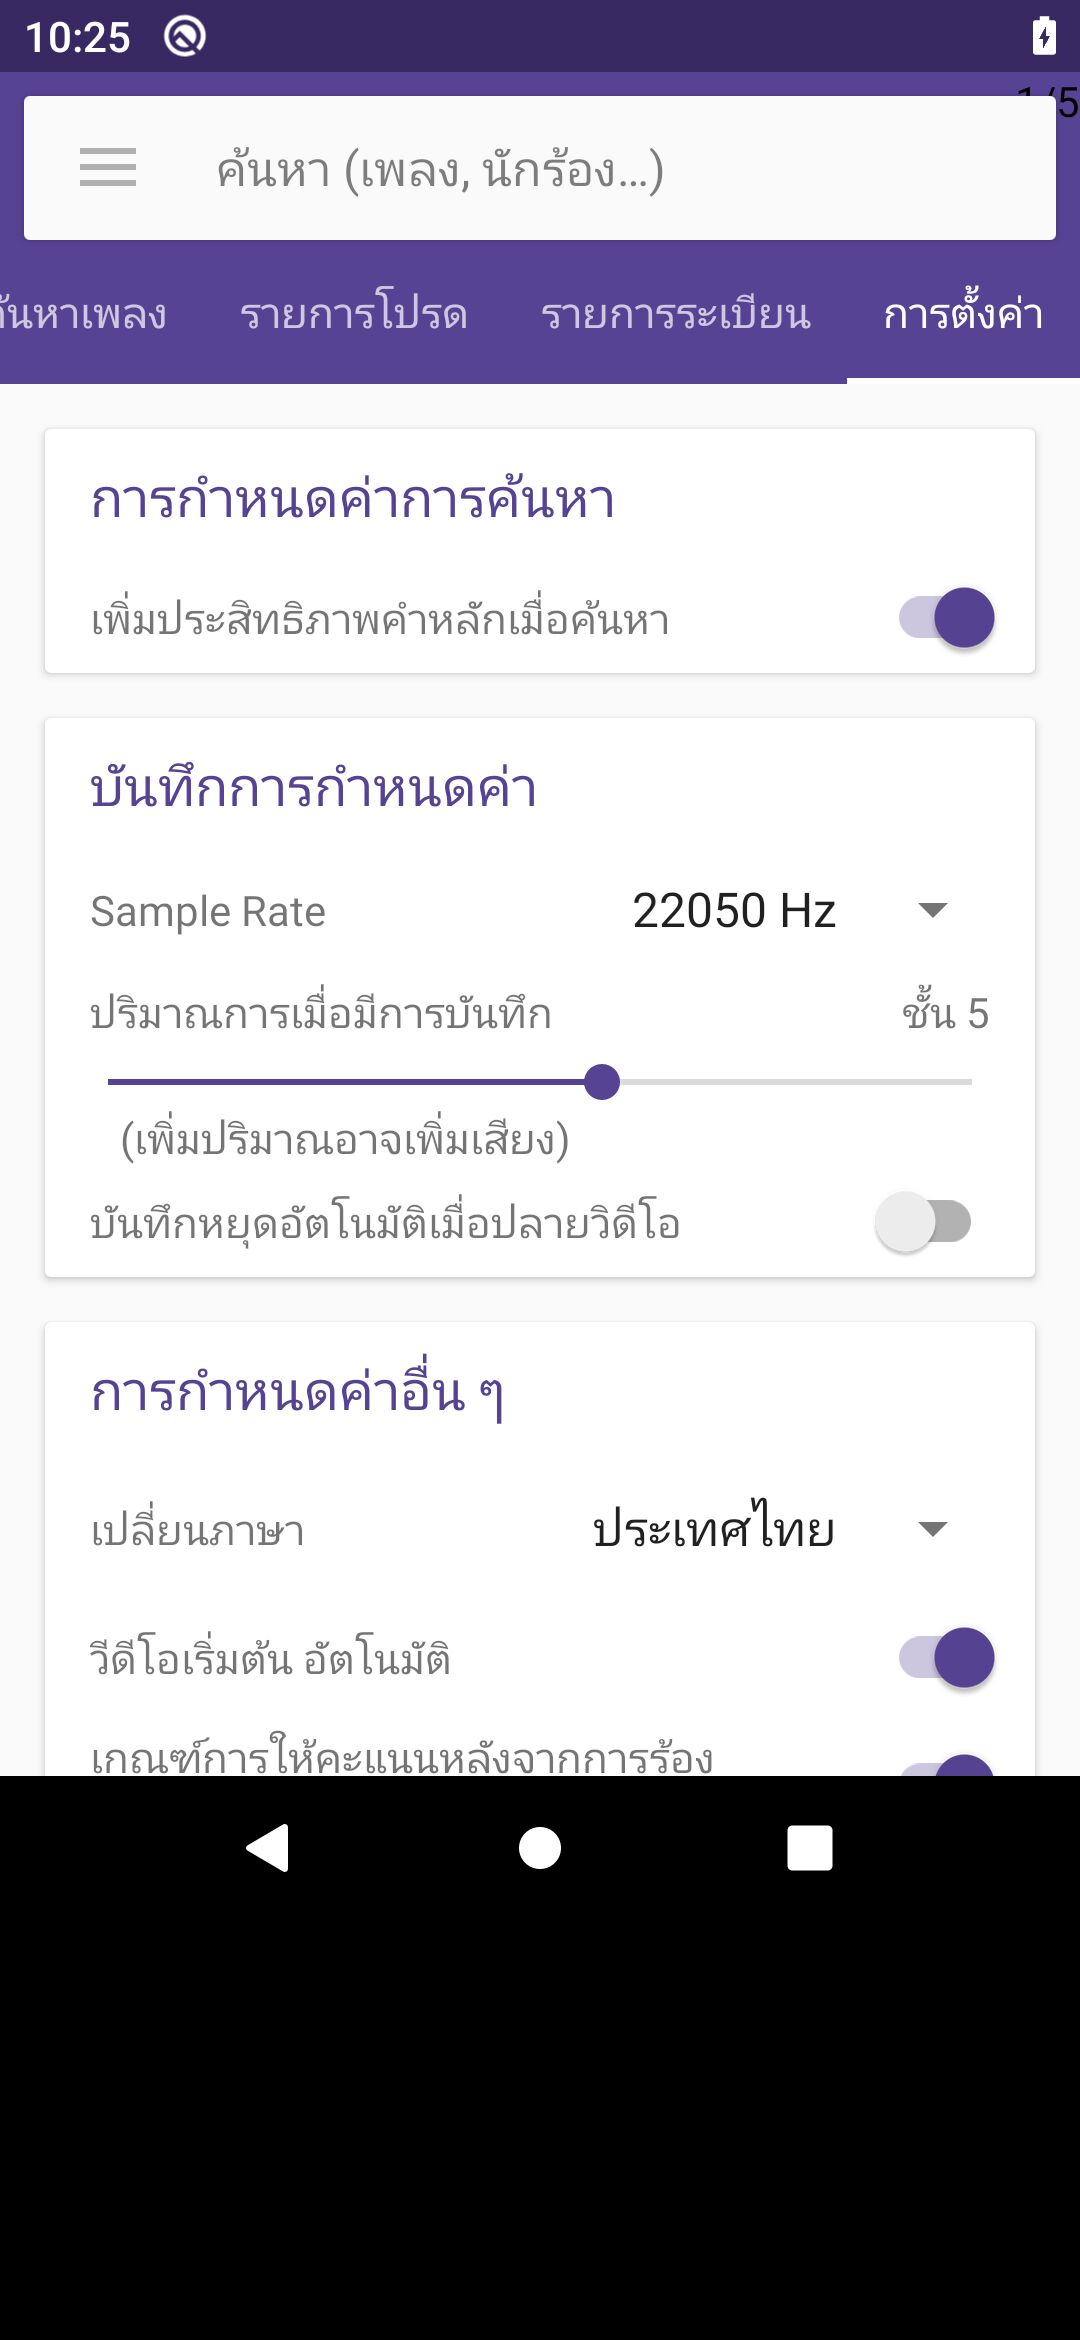 10:25
1/5
ค้นหา (เพลง, นักร้อง...)
ค้นหาเพลง รายการโปรด รายการระเบียน การตั้งค่า
การกำหนดค่าการค้นหา
เพิ่มประสิทธิภาพคำหลักเมื่อค้นหา
บันทึกการกำหนดค่า
Sample Rate 22050 Hz
ปริมาณการเมื่อมีการบันทึก ชั้น 5
(เพิ่มปริมาณอาจเพิ่มเสียง)
บันทึกหยุดอัตโนมัติเมื่อปลายวิดีโอ
การกำหนดค่าอื่น ๆ
เปลี่ยนภาษา ประเทศไทย
วีดีโอเริ่มต้น อัตโนมัติ
เกณฑ์การให้คะแนนหลังจากการร้อง